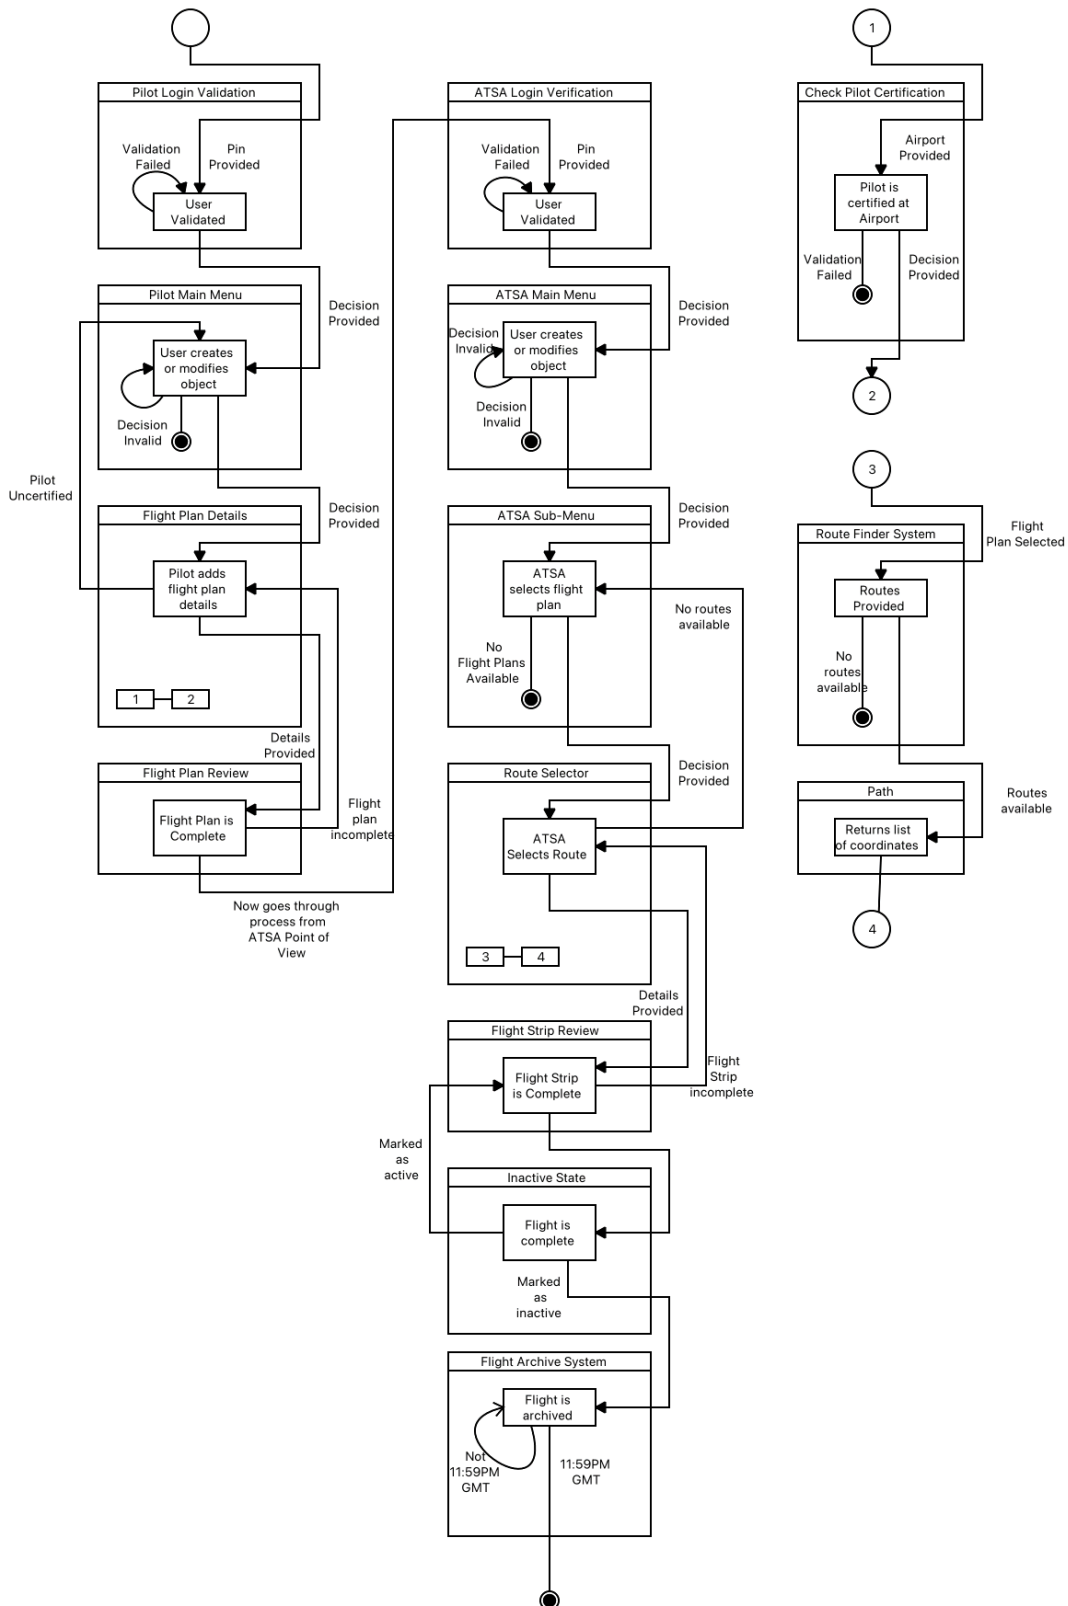 Pilot Login Validation
Validation
Failed
Pin
Provided
User
Validated
Decision
Provided
Pilot Main Menu
User creates
or modifies
object
Decision
Invalid
Pilot
Uncertified
Decision
Provided
Flight Plan Details
Pilot adds
flight plan
details
1
2
Details
Provided
Flight Plan Review
Flight Plan is
Complete
Flight
plan
incomplete
Now goes through
process from
ATSA Point of
View
ATSA Login Verification
Validation
Failed
Pin
Provided
User
Validated
Decision
Provided
ATSA Main Menu
Decision
Invalid
User creates
or modifies
object
Decision
Invalid
Decision
Provided
ATSA Sub-Menu
ATSA
selects flight
plan
No routes
available
No
Flight Plans
Available
Decision
Provided
Route Selector
ATSA
Selects Route
3
4
Details
Provided
Flight Strip Review
Flight Strip
is Complete
Flight
Strip
incomplete
Marked
as
active
Inactive State
Flight is
complete
Marked
as
inactive
Flight Archive System
Flight is
archived
Not
11:59PM
GMT
11:59PM
GMT
1
Check Pilot Certification
Airport
Provided
Pilot is
certified at
Airport
Validation
Failed
Decision
Provided
2
3
Flight
Plan Selected
Route Finder System
Routes
Provided
No
routes
available
Routes
available
Path
Returns list
of coordinates
4